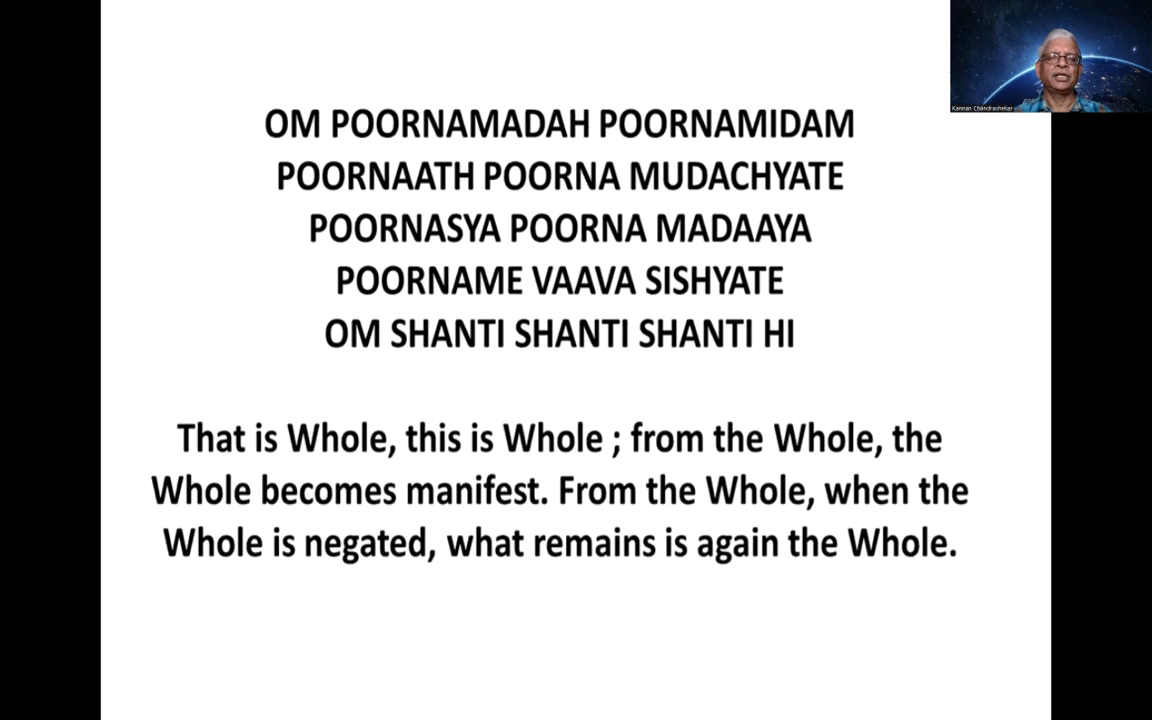 OM POORNAMADAH POORNAMIDAM
POORNAATH POORNA MUDACHYATE
POORNASYA POORNA MADAAYA
POORNAME VAAVA SISHYATE
OM SHANTI SHANTI SHANTI HI
That is Whole, this is Whole ; from the Whole, the
Whole becomes manifest. From the Whole, when the
Whole is negated, what remains is again the Whole.
Kannan Chandrashekar